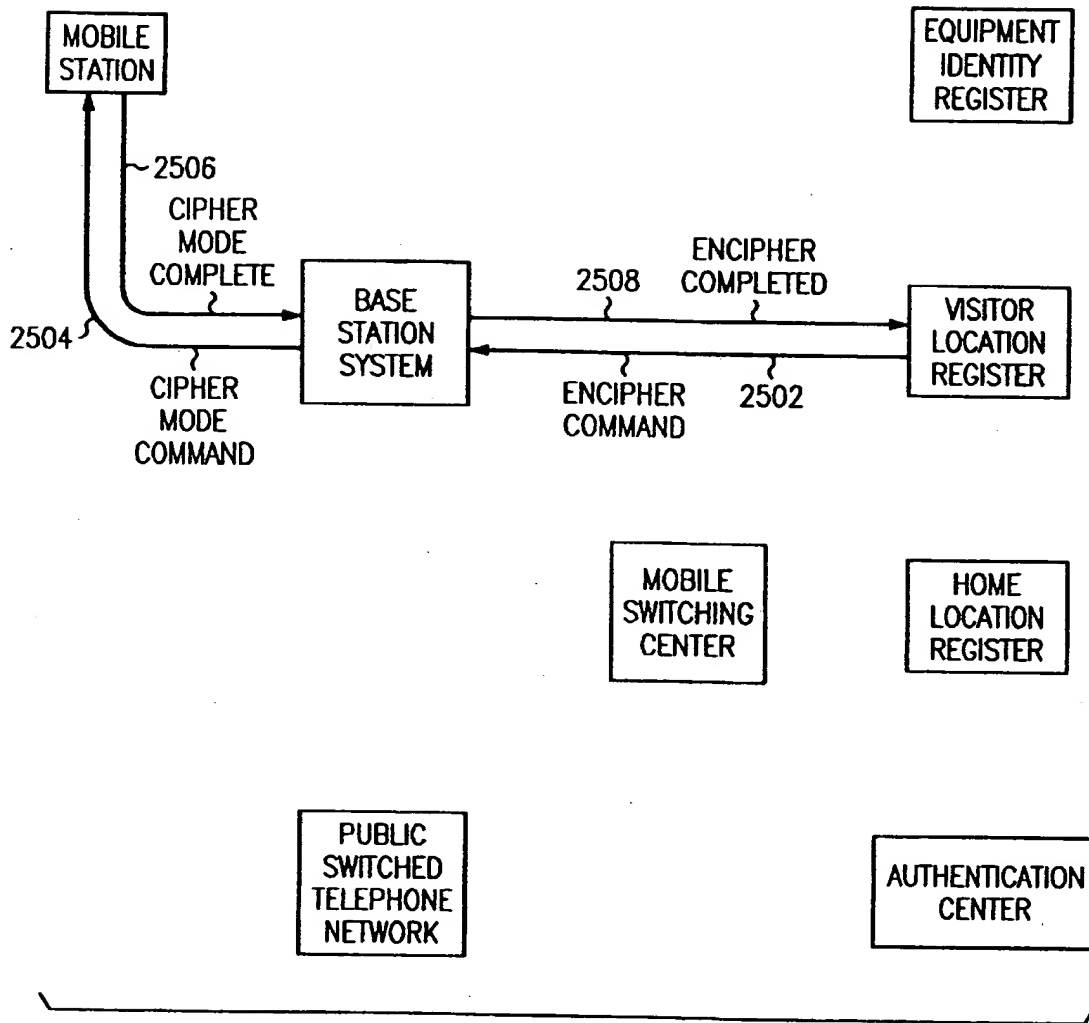 MOBILE
STATION
EQUIPMENT
IDENTITY
REGISTER
2506
CIPHER
MODE
COMPLETE
2504
CIPHER
MODE
COMMAND
BASE
STATION
SYSTEM
2508
ENCIPHER
COMPLETED
ENCIPHER
COMMAND
2502
VISITOR
LOCATION
REGISTER
MOBILE
SWITCHING
CENTER
HOME
LOCATION
REGISTER
PUBLIC
SWITCHED
TELEPHONE
NETWORK
AUTHENTICATION
CENTER